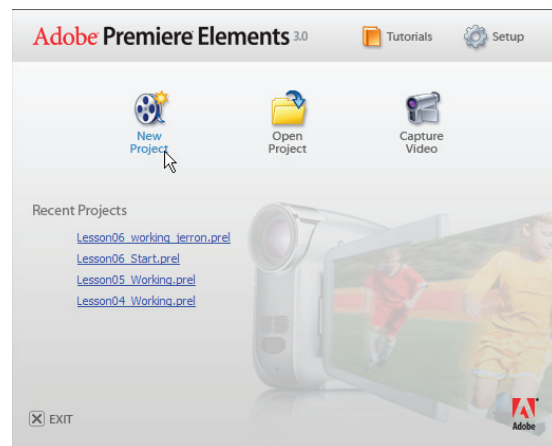 Adobe Premiere Elements 3.0
Tutorials
Setup
New
Project
Open
Project
Capture
Video
Recent Projects
Lesson06_working_jerron.prel
Lesson06_Start.prel
Lesson05_Working.prel
Lesson04_Working.prel
EXIT
Adobe